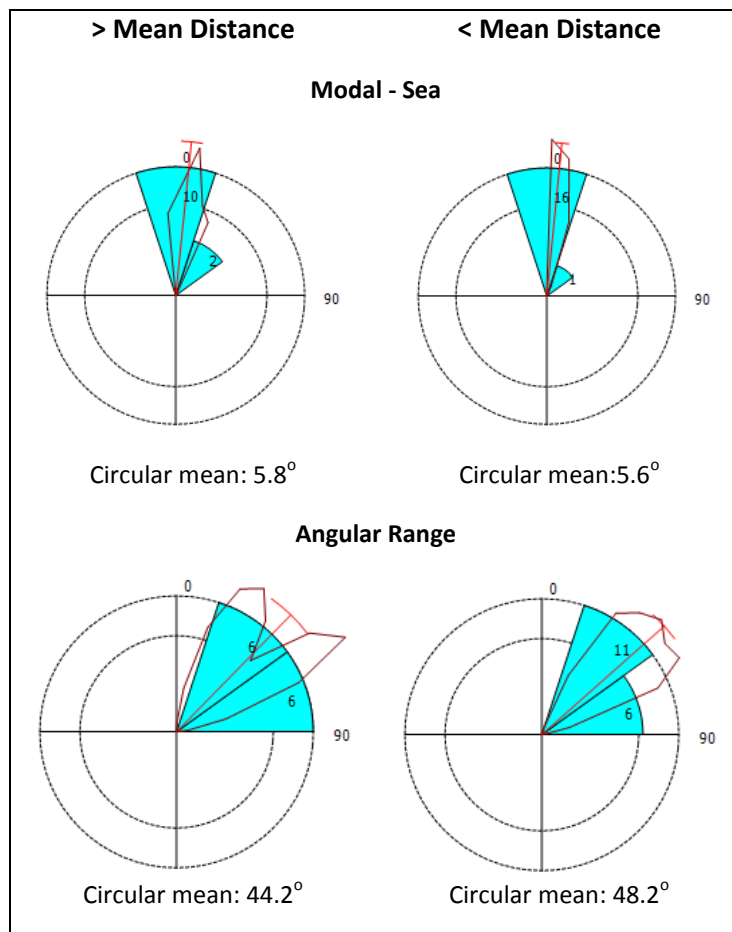 > Mean Distance < Mean Distance
Modal - Sea
0 0
10 16
2 1
90 90
Circular mean: 5.8° Circular mean:5.6°
Angular Range
0 0
6 11
6 6
90 90
Circular mean: 44.2° Circular mean: 48.2°